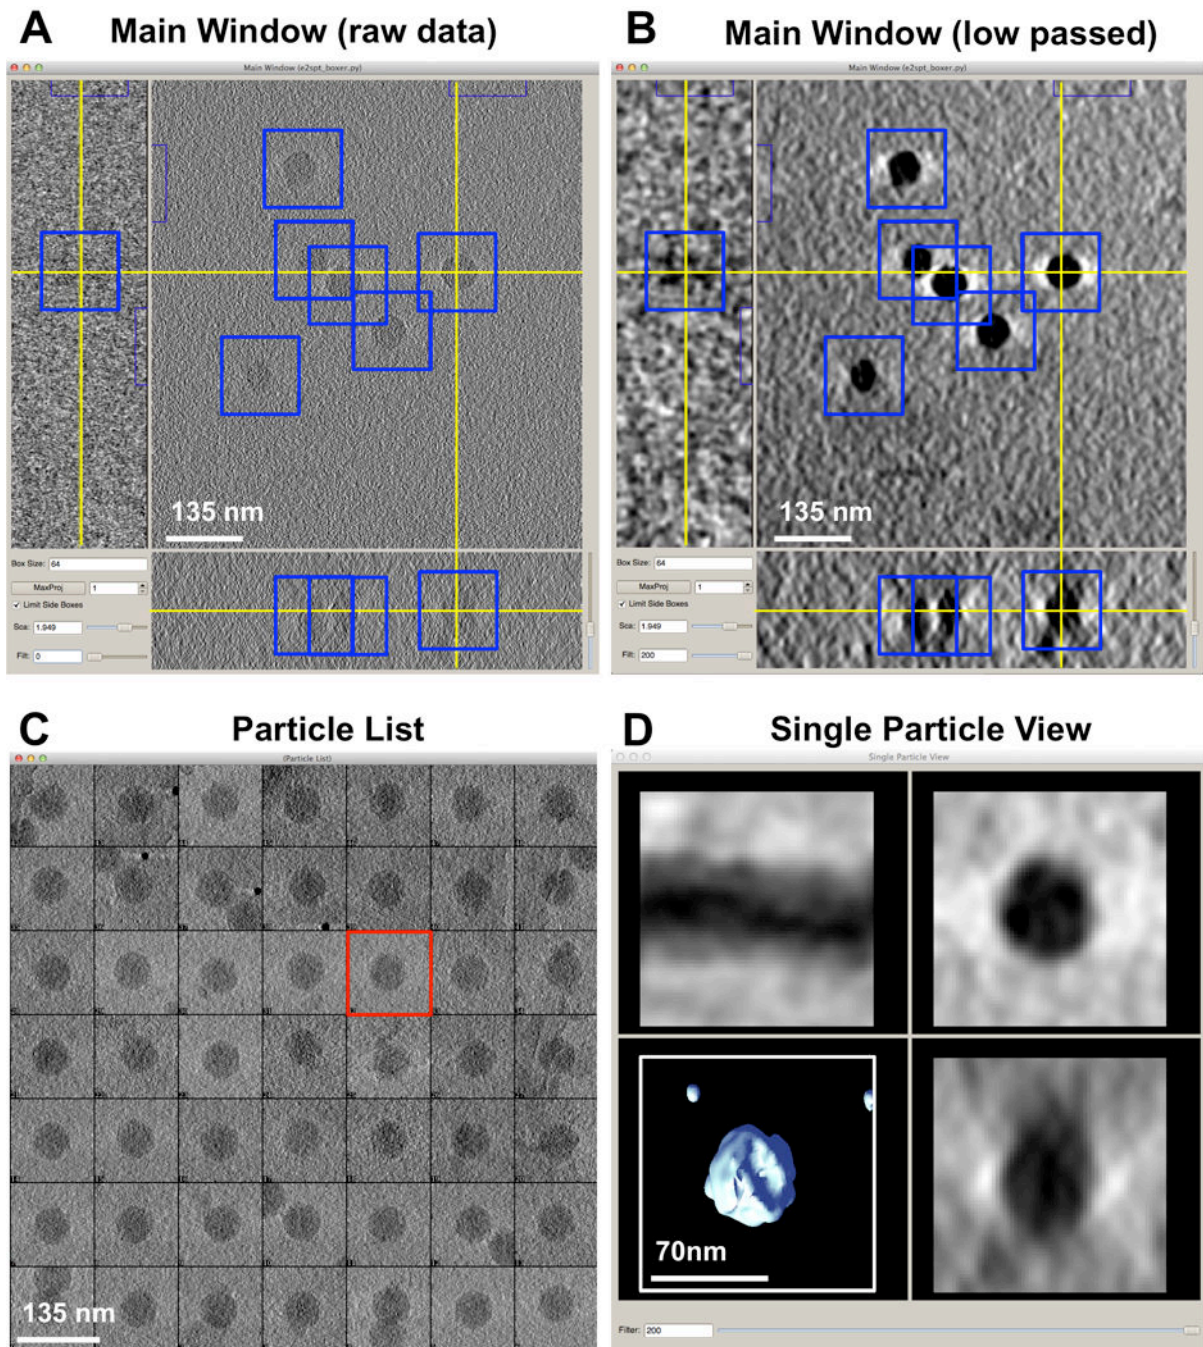 A Main Window (raw data)
Main Window (e2spt_boxer.py)
135 nm
Box Size: 64
MaxProj 1
Limit Side Boxes
Sca: 1.949
Filt: 0
B Main Window (low passed)
Main Window (e2spt_boxer.py)
135 nm
Box Size: 64
MaxProj 1
Limit Side Boxes
Sca: 1.949
Filt: 200
C Particle List
(Particle List)
135 nm
D Single Particle View
Single Particle View
70nm
Filter: 200